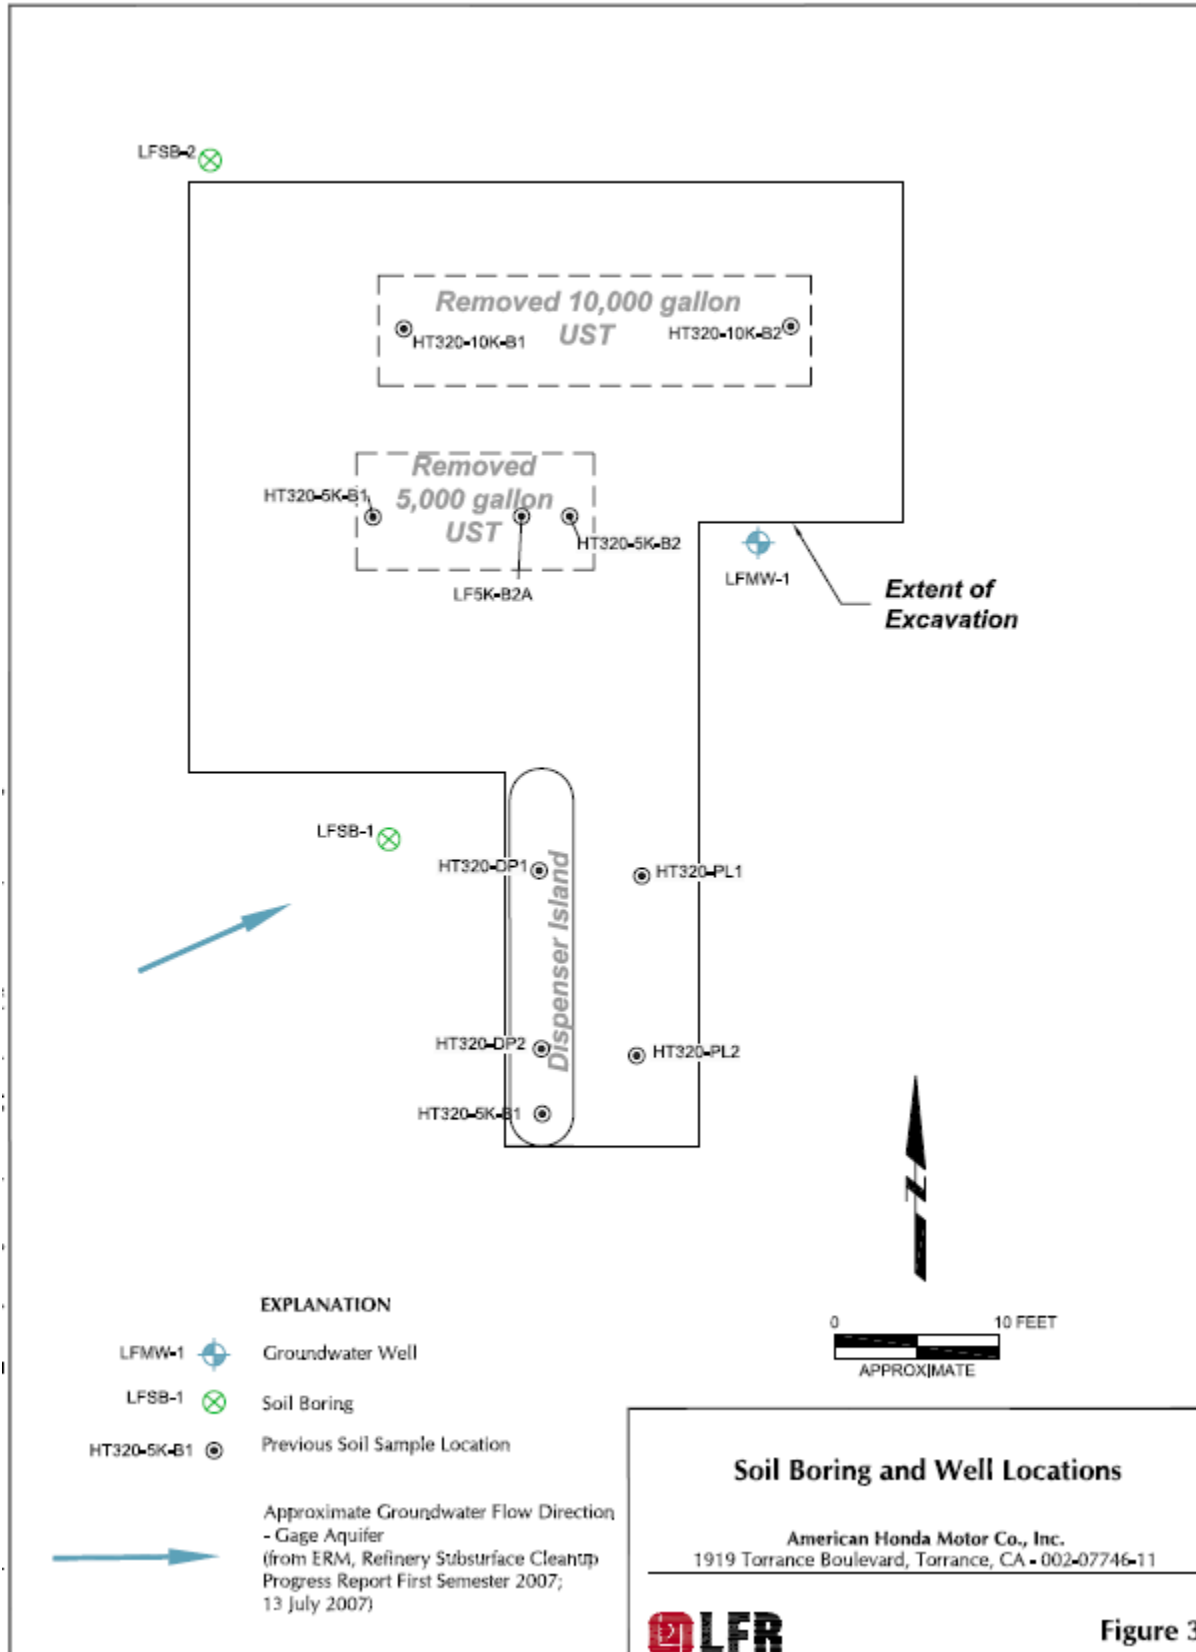 LFSB-2
Removed 10,000 gallon
UST
HT320-10K-B1
HT320-10K-B2
Removed
5,000 gallon
UST
HT320-5K-B1
HT320-5K-B2
LF5K-B2A
LFMW-1
Extent of
Excavation
LFSB-1
HT320-DP1
HT320-PL1
Dispenser Island
HT320-DP2
HT320-PL2
HT320-5K-B1
N
0 10 FEET
APPROXIMATE
EXPLANATION
LFMW-1 Groundwater Well
LFSB-1 Soil Boring
HT320-5K-B1 Previous Soil Sample Location
Approximate Groundwater Flow Direction
- Gage Aquifer
(from ERM, Refinery Subsurface Cleanup
Progress Report First Semester 2007;
13 July 2007)
Soil Boring and Well Locations
American Honda Motor Co., Inc.
1919 Torrance Boulevard, Torrance, CA - 002-07746-11
LFR
Figure 3